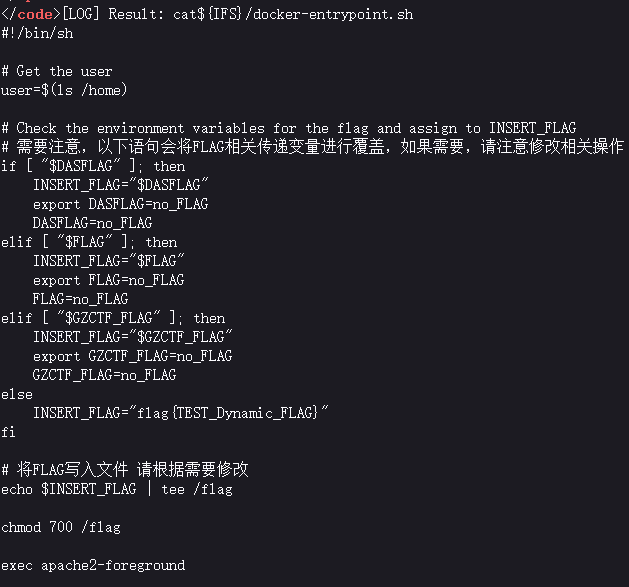 </code>[LOG] Result: cat${IFS}/docker-entrypoint.sh
#!/bin/sh
# Get the user
user=$(ls /home)
# Check the environment variables for the flag and assign to INSERT_FLAG
# 需要注意，以下语句会将FLAG相关传递变量进行覆盖，如果需要，请注意修改相关操作
if [ "$DASFLAG" ]; then
    INSERT_FLAG="$DASFLAG"
    export DASFLAG=no_FLAG
    DASFLAG=no_FLAG
elif [ "$FLAG" ]; then
    INSERT_FLAG="$FLAG"
    export FLAG=no_FLAG
    FLAG=no_FLAG
elif [ "$GZCTF_FLAG" ]; then
    INSERT_FLAG="$GZCTF_FLAG"
    export GZCTF_FLAG=no_FLAG
    GZCTF_FLAG=no_FLAG
else
    INSERT_FLAG="flag{TEST_Dynamic_FLAG}"
fi
# 将FLAG写入文件 请根据需要修改
echo $INSERT_FLAG | tee /flag
chmod 700 /flag
exec apache2-foreground